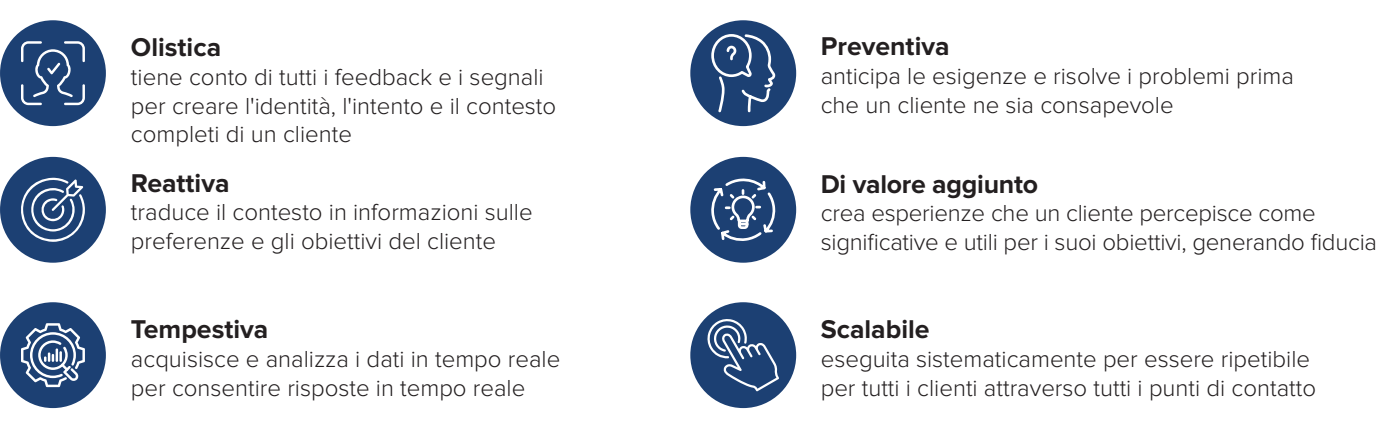 Olistica
tiene conto di tutti i feedback e i segnali
per creare l'identità, l'intento e il contesto
completi di un cliente
Reattiva
traduce il contesto in informazioni sulle
preferenze e gli obiettivi del cliente
Tempestiva
acquisisce e analizza i dati in tempo reale
per consentire risposte in tempo reale
?
Preventiva
anticipa le esigenze e risolve i problemi prima
che un cliente ne sia consapevole
Di valore aggiunto
crea esperienze che un cliente percepisce come
significative e utili per i suoi obiettivi, generando fiducia
Scalabile
eseguita sistematicamente per essere ripetibile
per tutti i clienti attraverso tutti i punti di contatto